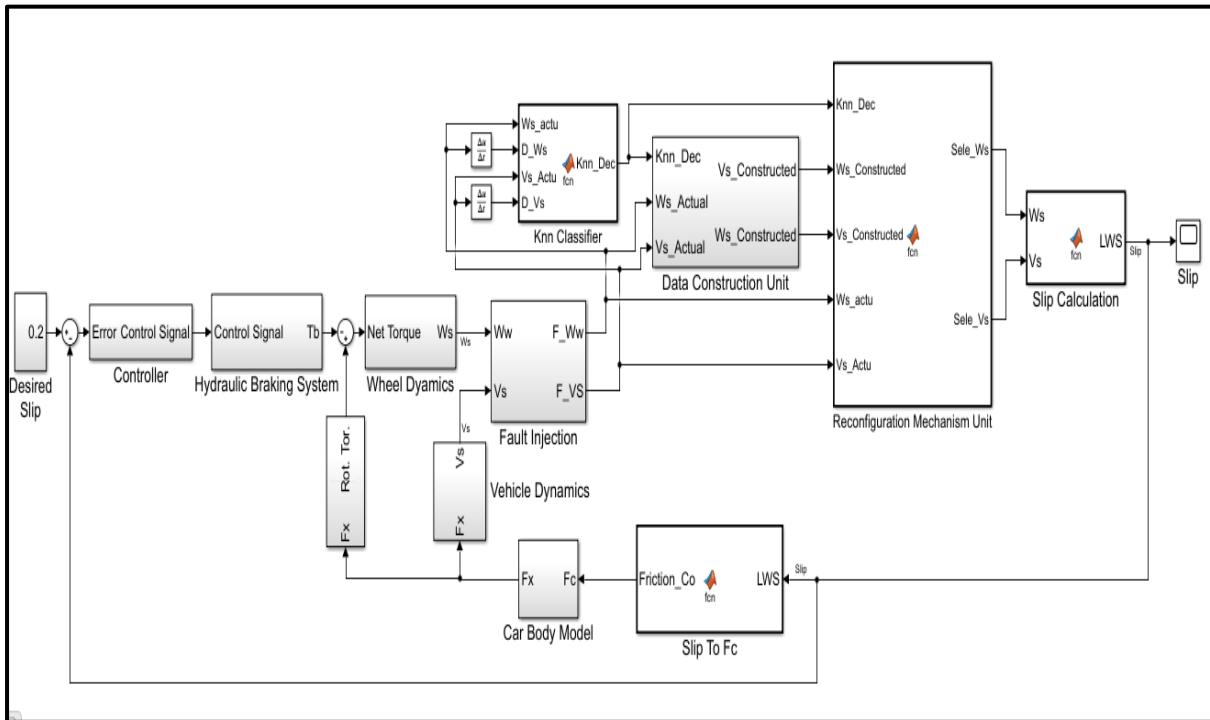 Knn_Dec
Ws_Constructed
Vs_Constructed
Ws_actu
Vs_Actu
Sele_Ws
Sele_Vs
fcn
Reconfiguration Mechanism Unit
Ws_actu
D_Ws
Vs_Actu
D_Vs
Knn_Dec
fcn
Knn Classifier
Δu
Δt
Δu
Δt
Knn_Dec
Ws_Actual
Vs_Actual
Vs_Constructed
Ws_Constructed
Data Construction Unit
Ws
Vs
LWS
fcn
Slip Calculation
Slip
Slip
0.2
Desired
Slip
Error Control Signal
Controller
Control Signal
Tb
Hydraulic Braking System
Net Torque
Ws
Ws
Wheel Dyamics
Ww
Vs
F_Ww
F_VS
Fault Injection
Vs
Rot. Tor.
Fx
Vs
Fx
Vehicle Dynamics
Fx
Fc
Car Body Model
Friction_Co
LWS
fcn
Slip
Slip To Fc